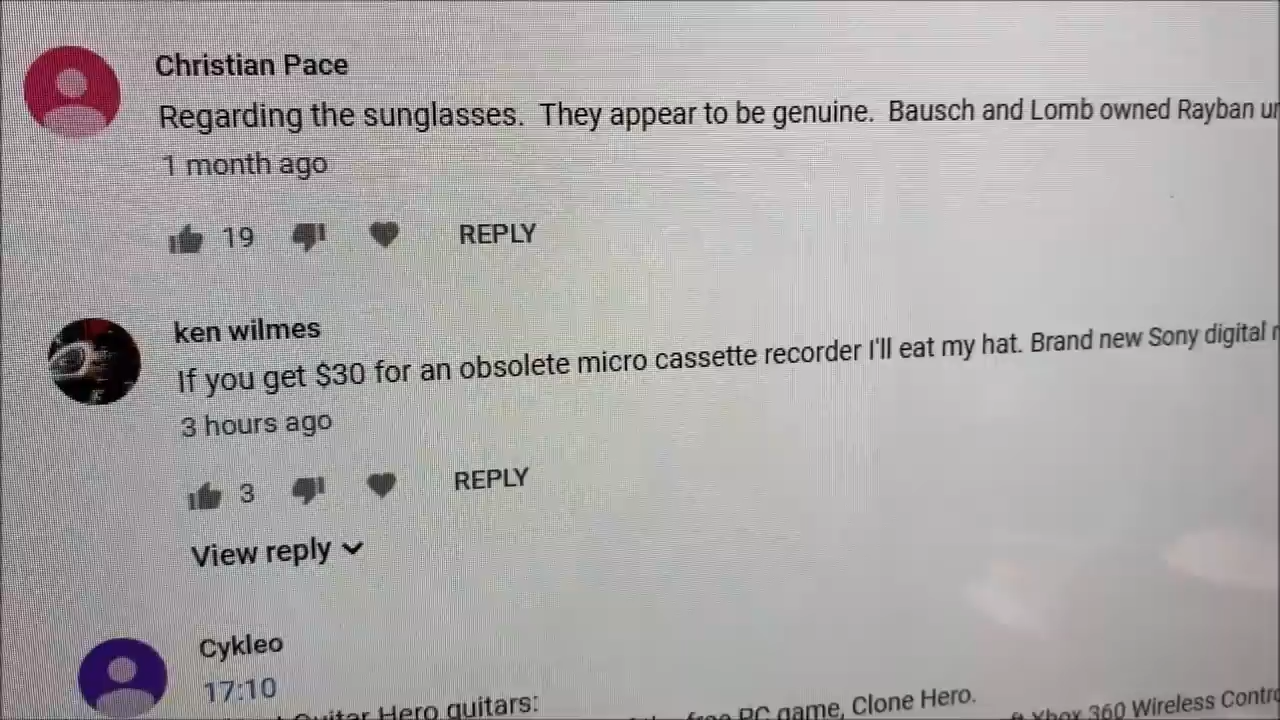 Christian Pace
Regarding the sunglasses. They appear to be genuine. Bausch and Lomb owned Rayban
1 month ago
19 REPLY
ken wilmes
If you get $30 for an obsolete micro cassette recorder I'll eat my hat. Brand new Sony digital
3 hours ago
3 REPLY
View reply
Cykleo
17:10
Guitar Hero guitars: free PC game, Clone Hero. Xbox 360 Wireless